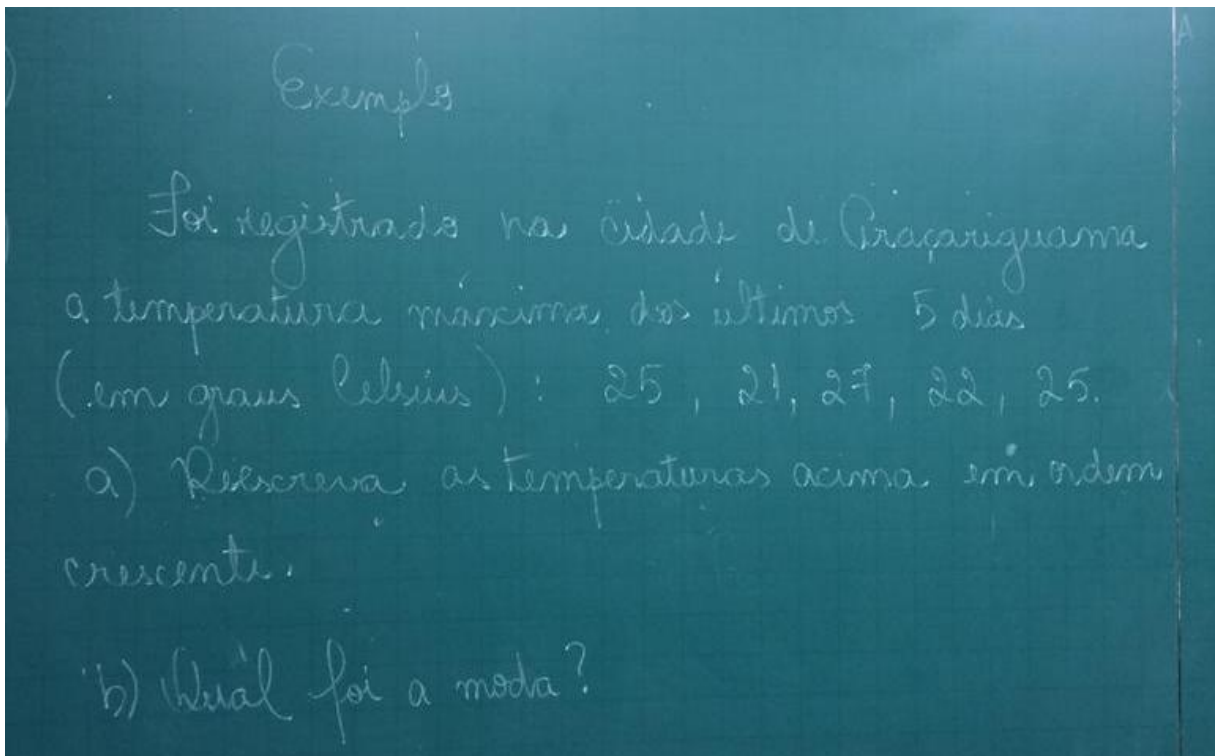 Exemplo
Foi registrado na cidade de Araçariguama
a temperatura máxima dos últimos 5 dias
(em graus Celsius) : 25, 21, 27, 22, 25.
a) Reescreva as temperaturas acima em ordem
crescente.
b) Qual foi a moda?